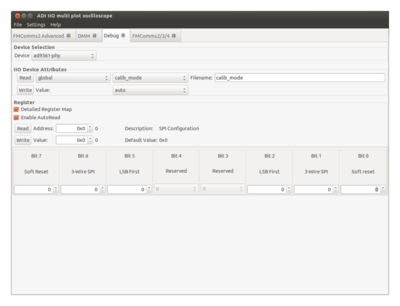 ADI IIO multi plot oscilloscope
File Settings Help
FMComms2 Advanced DMM Debug FMComms2/3/4
Device Selection
Device ad9361-phy
IIO Device Attributes
Read global calib_mode Filename: calib_mode
Write Value: auto
Register
Detailed Register Map
Enable AutoRead
Read Address: 0x0 0 Description: SPI Configuration
Write Value: 0x0 0 Default Value: 0x0
Bit 7 Bit 6 Bit 5 Bit 4 Bit 3 Bit 2 Bit 1 Bit 0
Soft Reset 3-Wire SPI LSB First Reserved Reserved LSB First 3-Wire SPI Soft reset
0 0 0 0 0 0 0 0